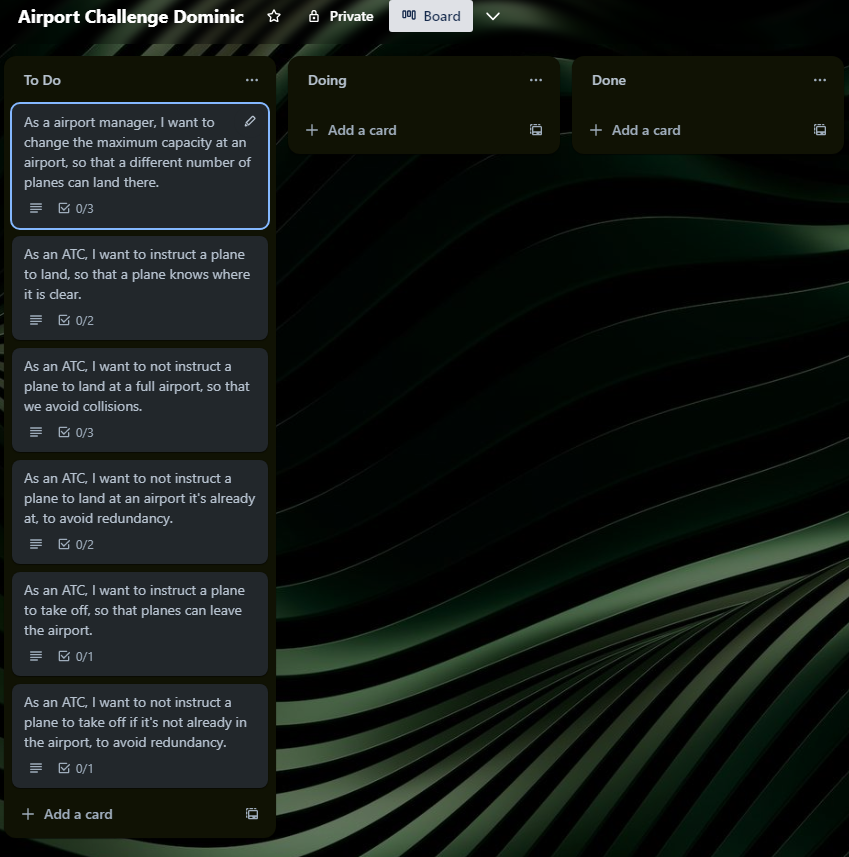 Airport Challenge Dominic
Private
Board
To Do
As a airport manager, I want to
change the maximum capacity at an
airport, so that a different number of
planes can land there.
0/3
As an ATC, I want to instruct a plane
to land, so that a plane knows where
it is clear.
0/2
As an ATC, I want to not instruct a
plane to land at a full airport, so that
we avoid collisions.
0/3
As an ATC, I want to not instruct a
plane to land at an airport it's already
at, to avoid redundancy.
0/2
As an ATC, I want to instruct a plane
to take off, so that planes can leave
the airport.
0/1
As an ATC, I want to not instruct a
plane to take off if it's not already in
the airport, to avoid redundancy.
0/1
Add a card
Doing
Add a card
Done
Add a card